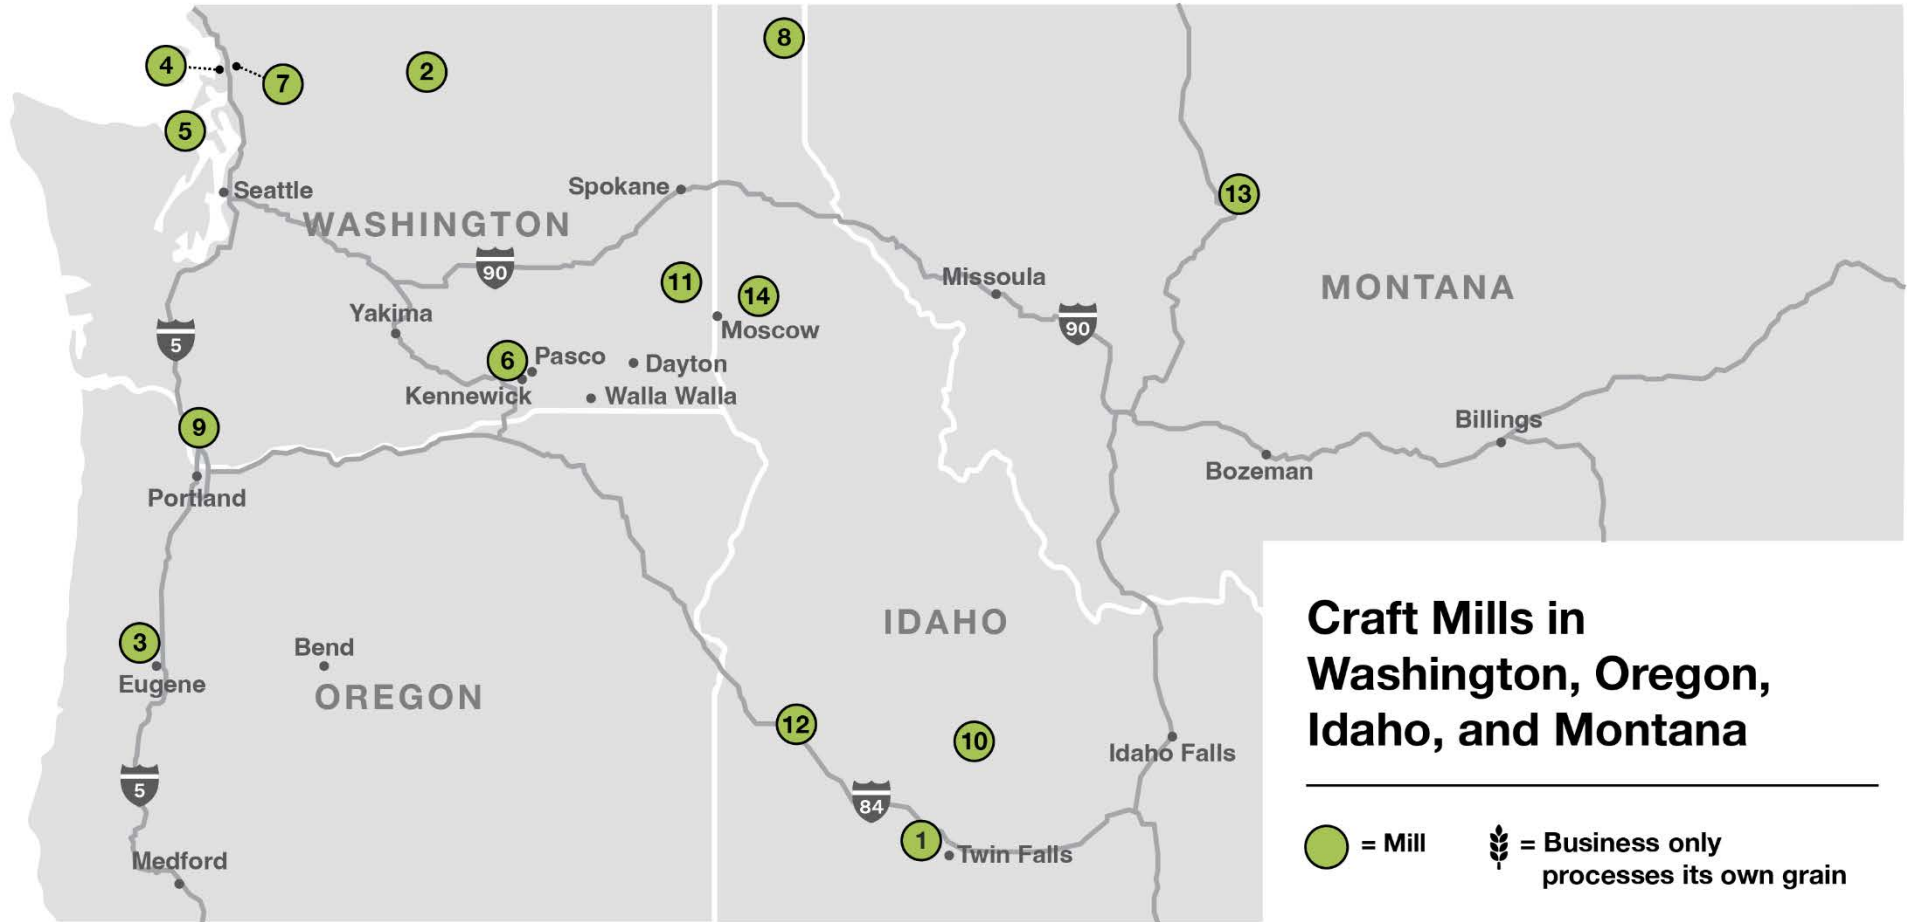 8
4
2
7
5
Seattle
Spokane
13
WASHINGTON
90
11
14
Missoula
MONTANA
Yakima
Moscow
90
5
6
Pasco
Dayton
Kennewick
Walla Walla
9
Billings
Bozeman
Portland
3
Eugene
Bend
OREGON
IDAHO
12
10
Idaho Falls
5
84
1
Twin Falls
Medford
Craft Mills in
Washington, Oregon,
Idaho, and Montana
= Mill
= Business only
processes its own grain